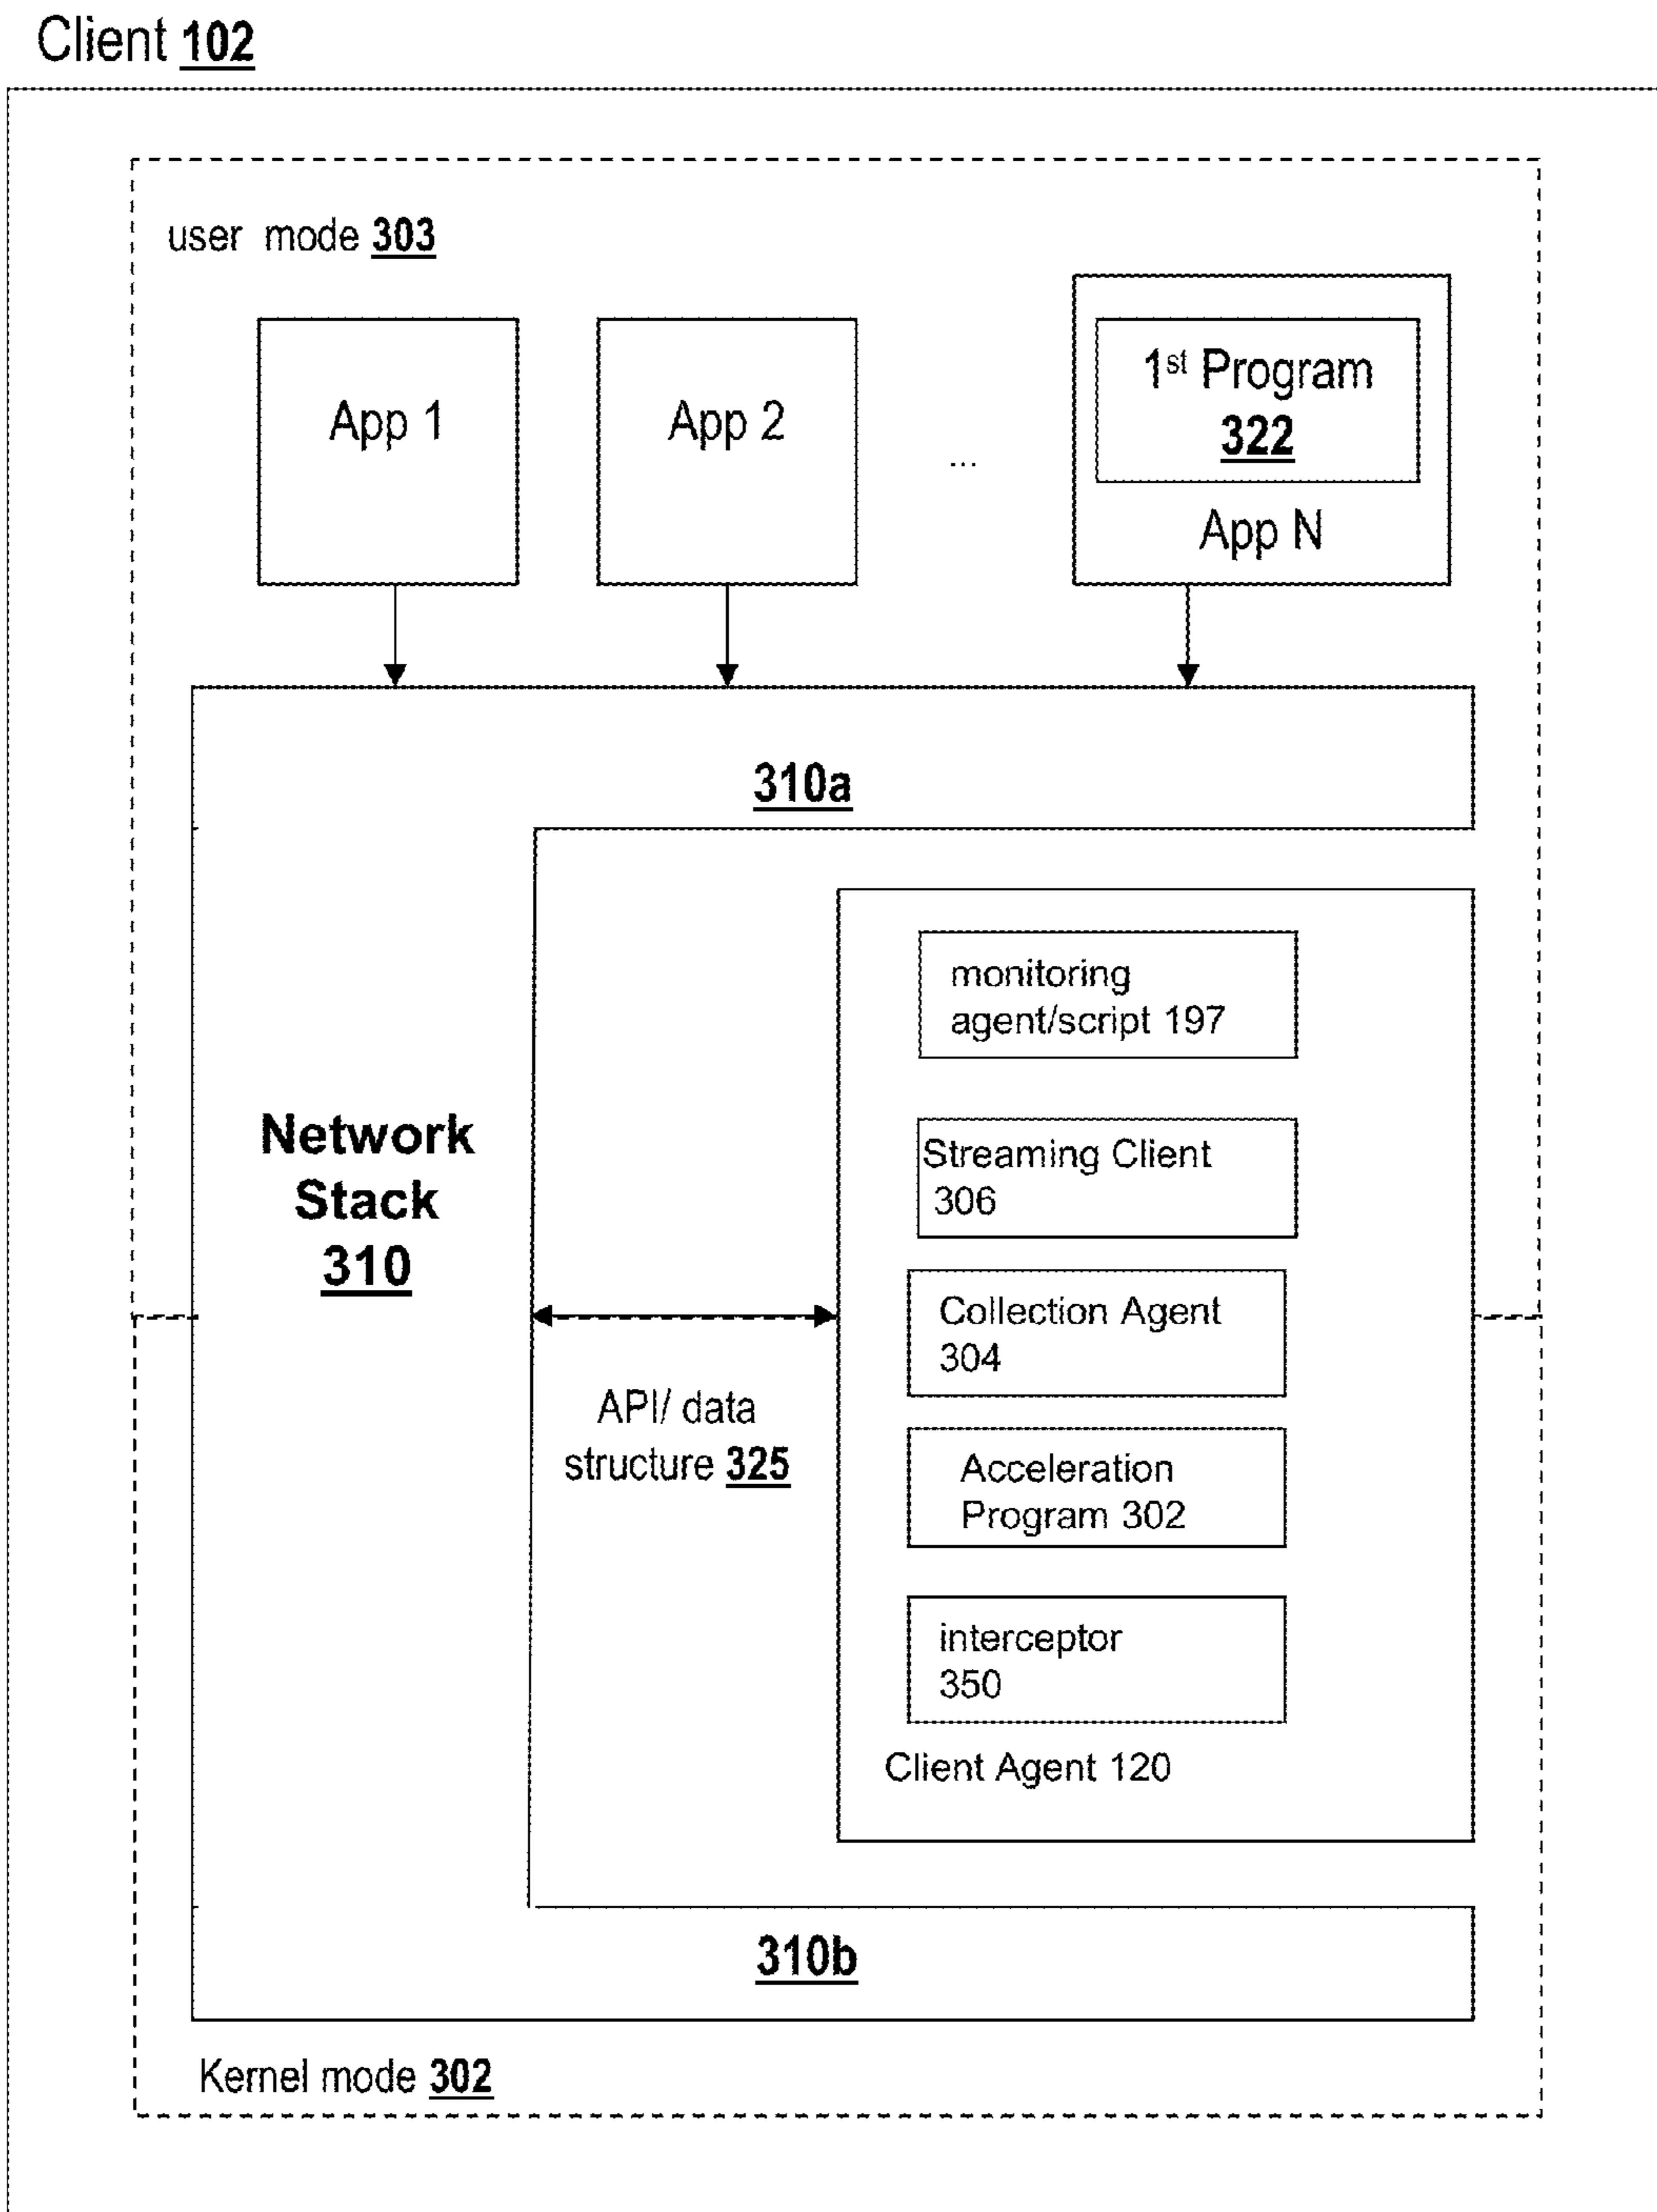 Client 102
user mode 303
App 1
App 2
...
1st Program
322
App N
310a
Network
Stack
310
monitoring
agent/script 197
Streaming Client
306
Collection Agent
304
API/ data
structure 325
Acceleration
Program 302
interceptor
350
Client Agent 120
310b
Kernel mode 302